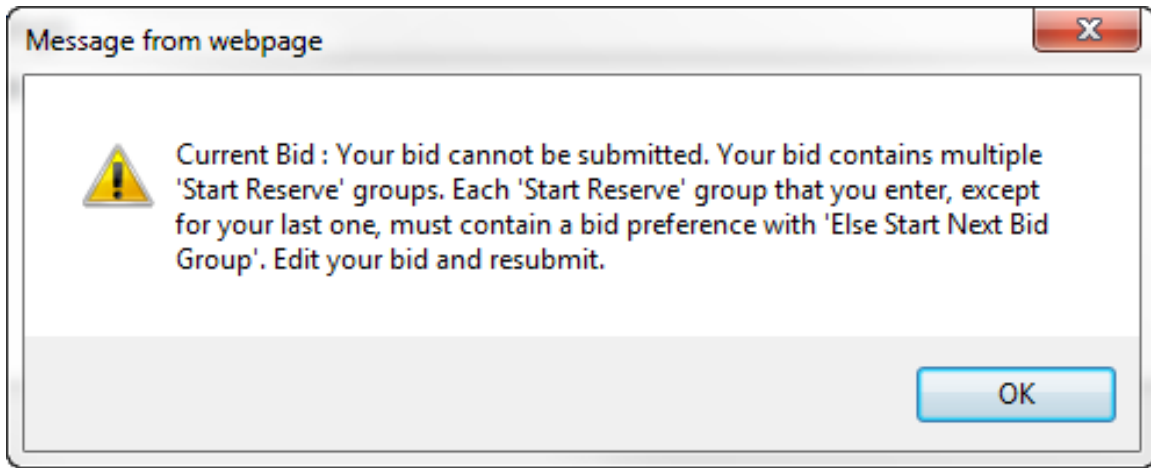 Message from webpage
Current Bid : Your bid cannot be submitted. Your bid contains multiple
'Start Reserve' groups. Each 'Start Reserve' group that you enter, except
for your last one, must contain a bid preference with 'Else Start Next Bid
Group'. Edit your bid and resubmit.
OK